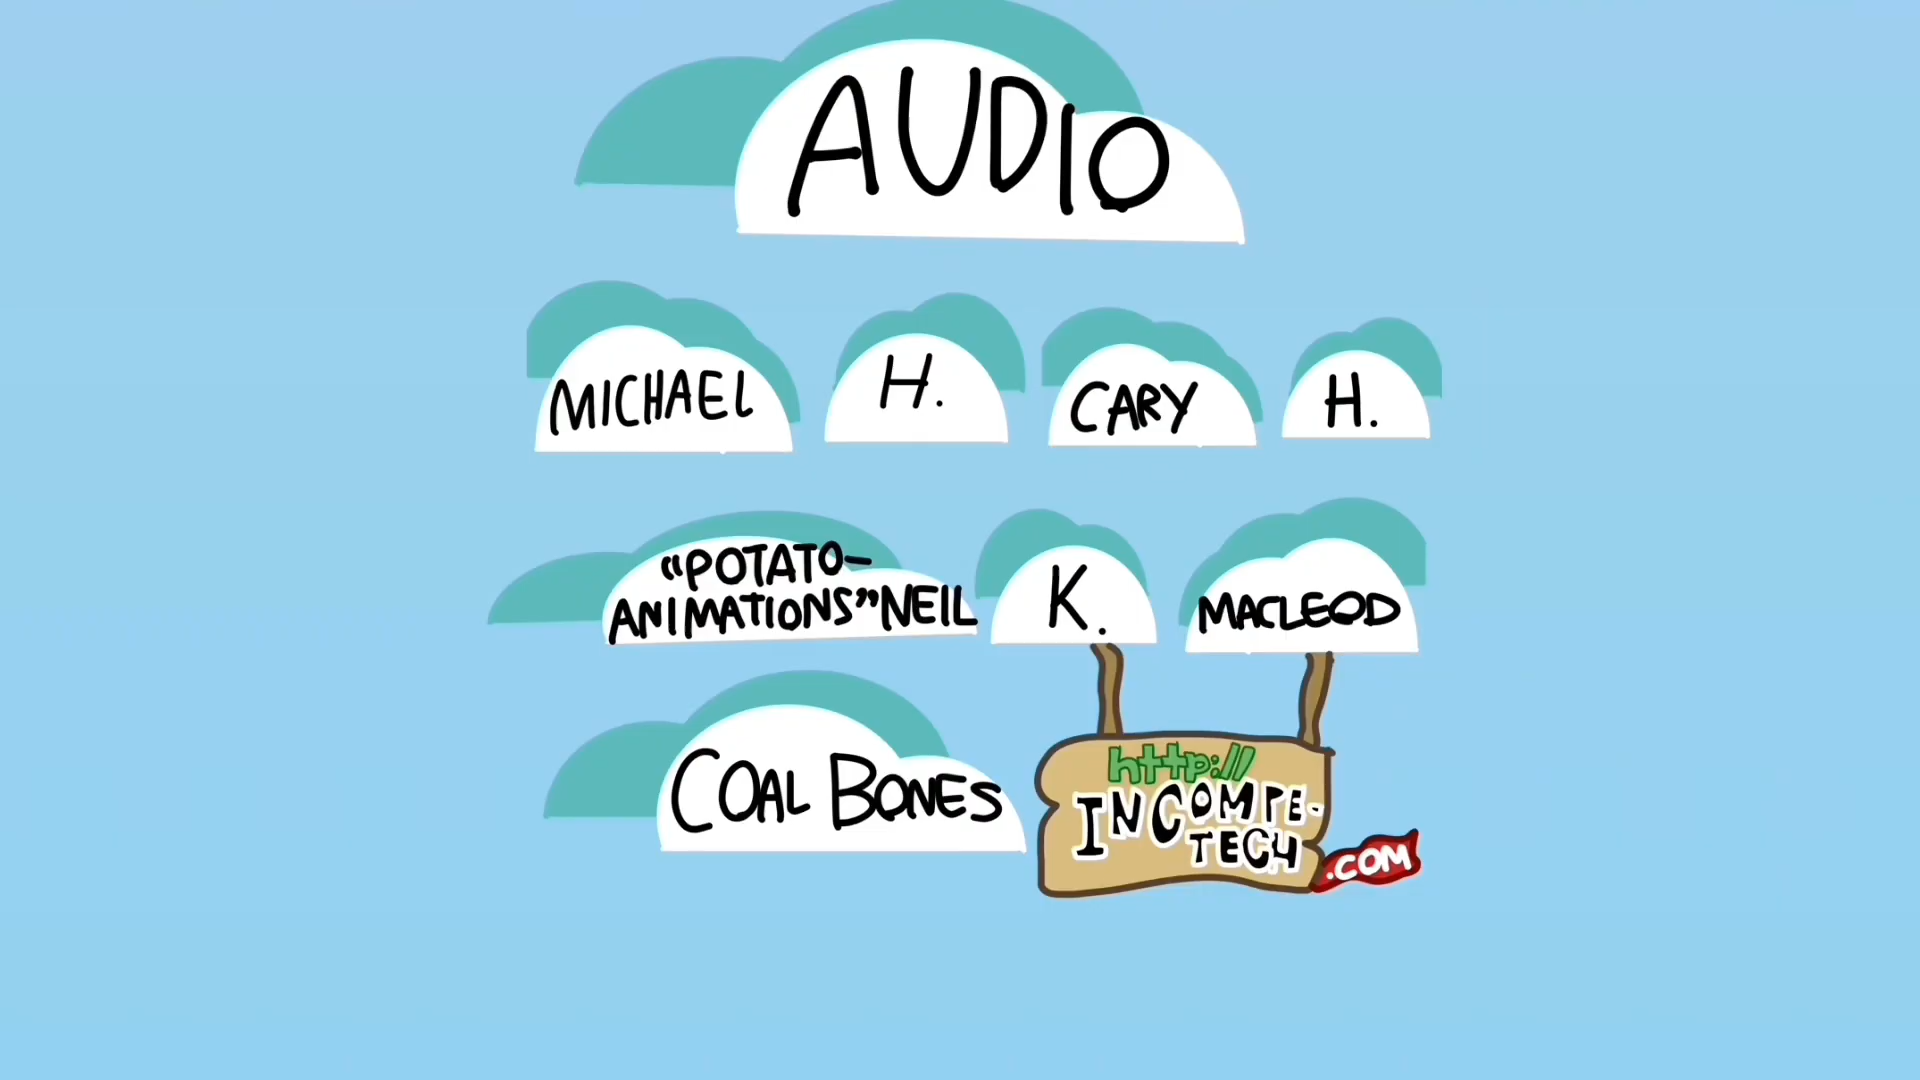 AUDIO
MICHAEL H. CARY H.
“POTATO-
ANIMATIONS” NEIL K. MACLEOD
COAL BONES
http://
INCOMPE-
TECH
.COM